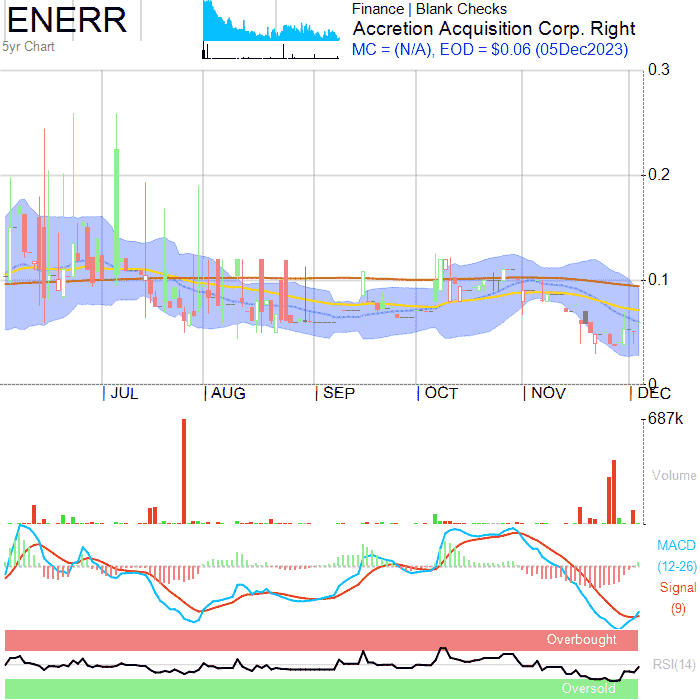 ENERR
5yr Chart
Finance | Blank Checks
Accretion Acquisition Corp. Right
MC = (N/A), EOD = $0.06 (05Dec2023)
0.3
0.2
0.1
0
JUL AUG SEP OCT NOV DEC
687k
Volume
MACD
(12-26)
Signal
(9)
Overbought
RSI(14)
Oversold